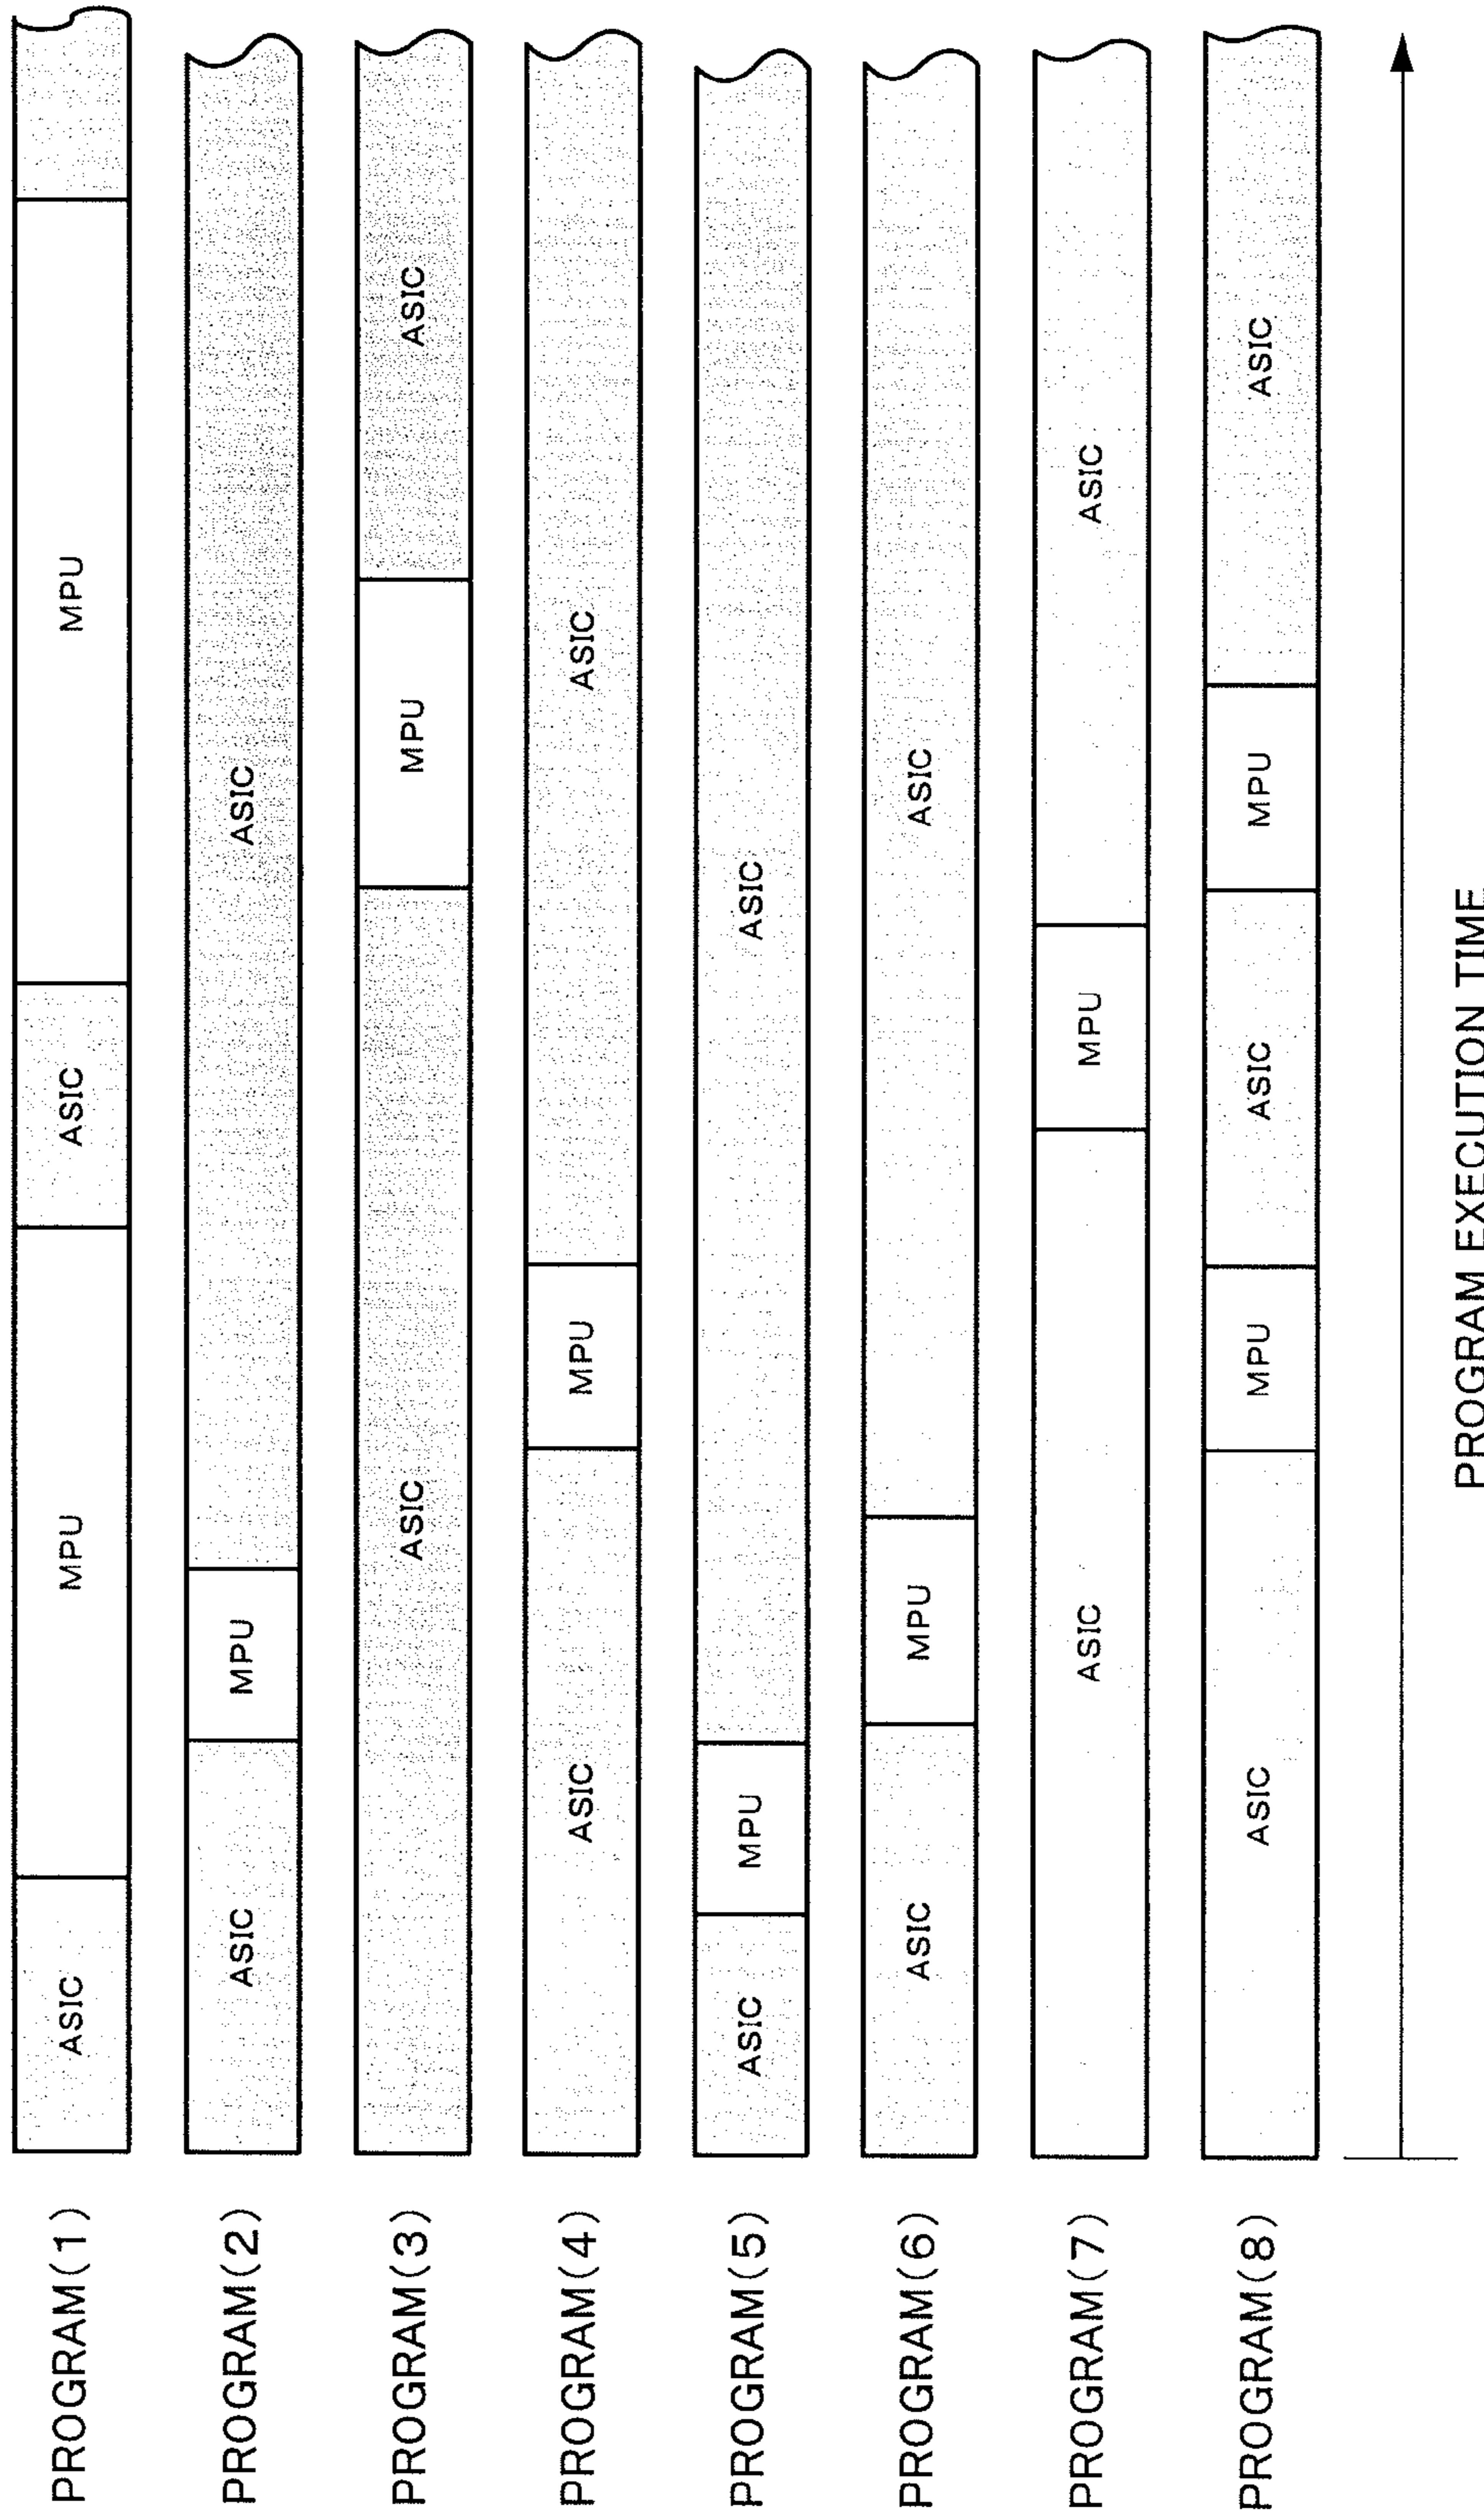 PROGRAM(1) ASIC MPU ASIC MPU
PROGRAM(2) ASIC MPU ASIC
PROGRAM(3) ASIC MPU ASIC
PROGRAM(4) ASIC MPU ASIC
PROGRAM(5) ASIC MPU ASIC
PROGRAM(6) ASIC MPU ASIC
PROGRAM(7) ASIC MPU ASIC
PROGRAM(8) ASIC MPU ASIC MPU ASIC
PROGRAM EXECUTION TIME